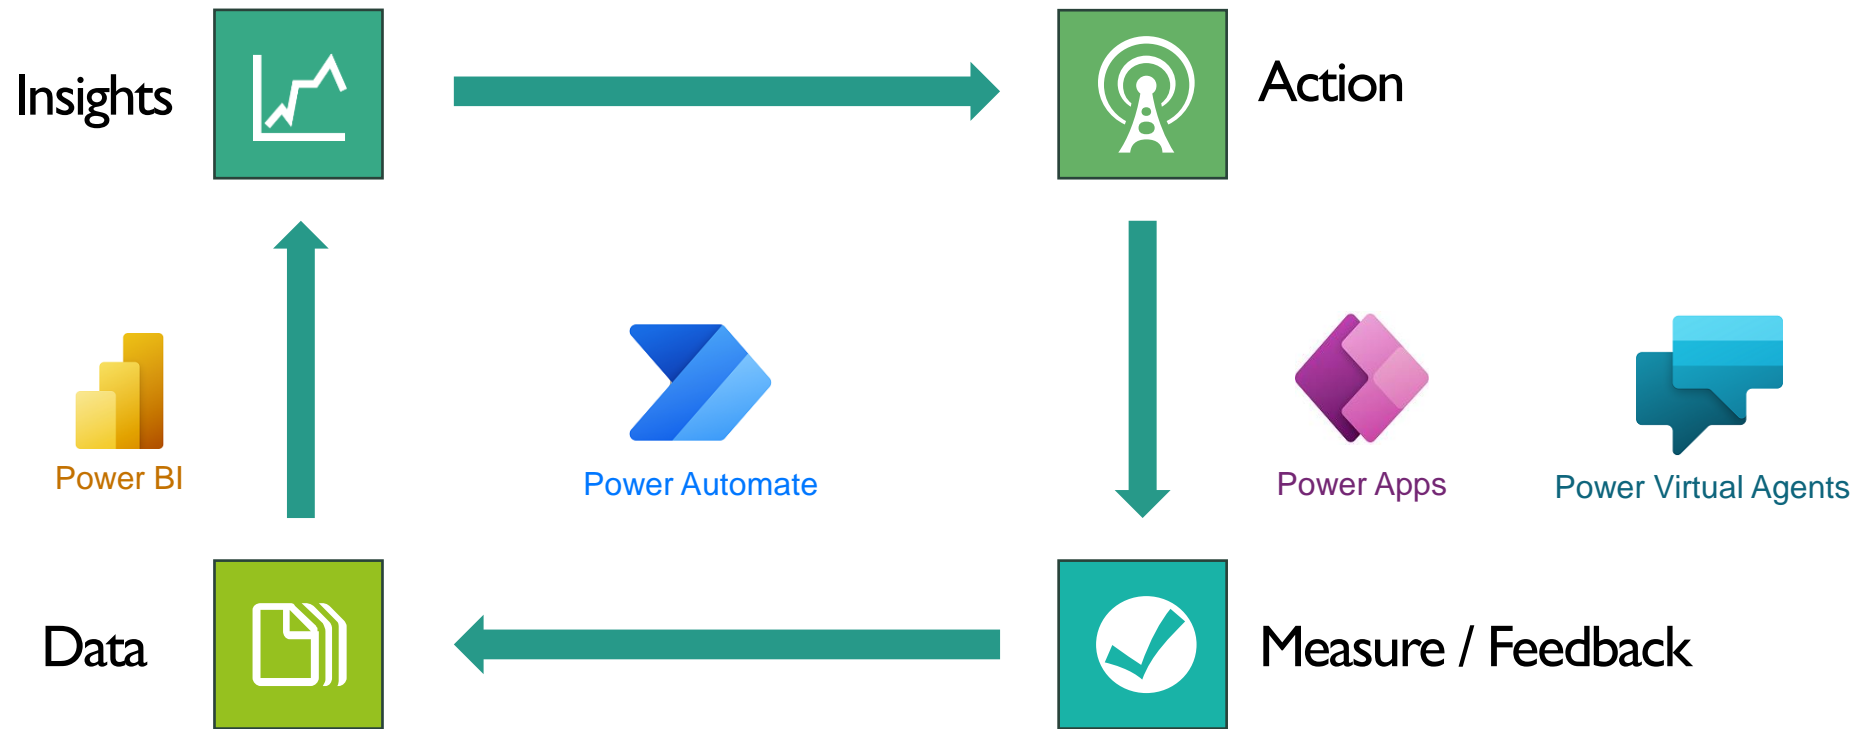 Insights
Action
Power BI
Power Automate
Power Apps
Power Virtual Agents
Data
Measure / Feedback